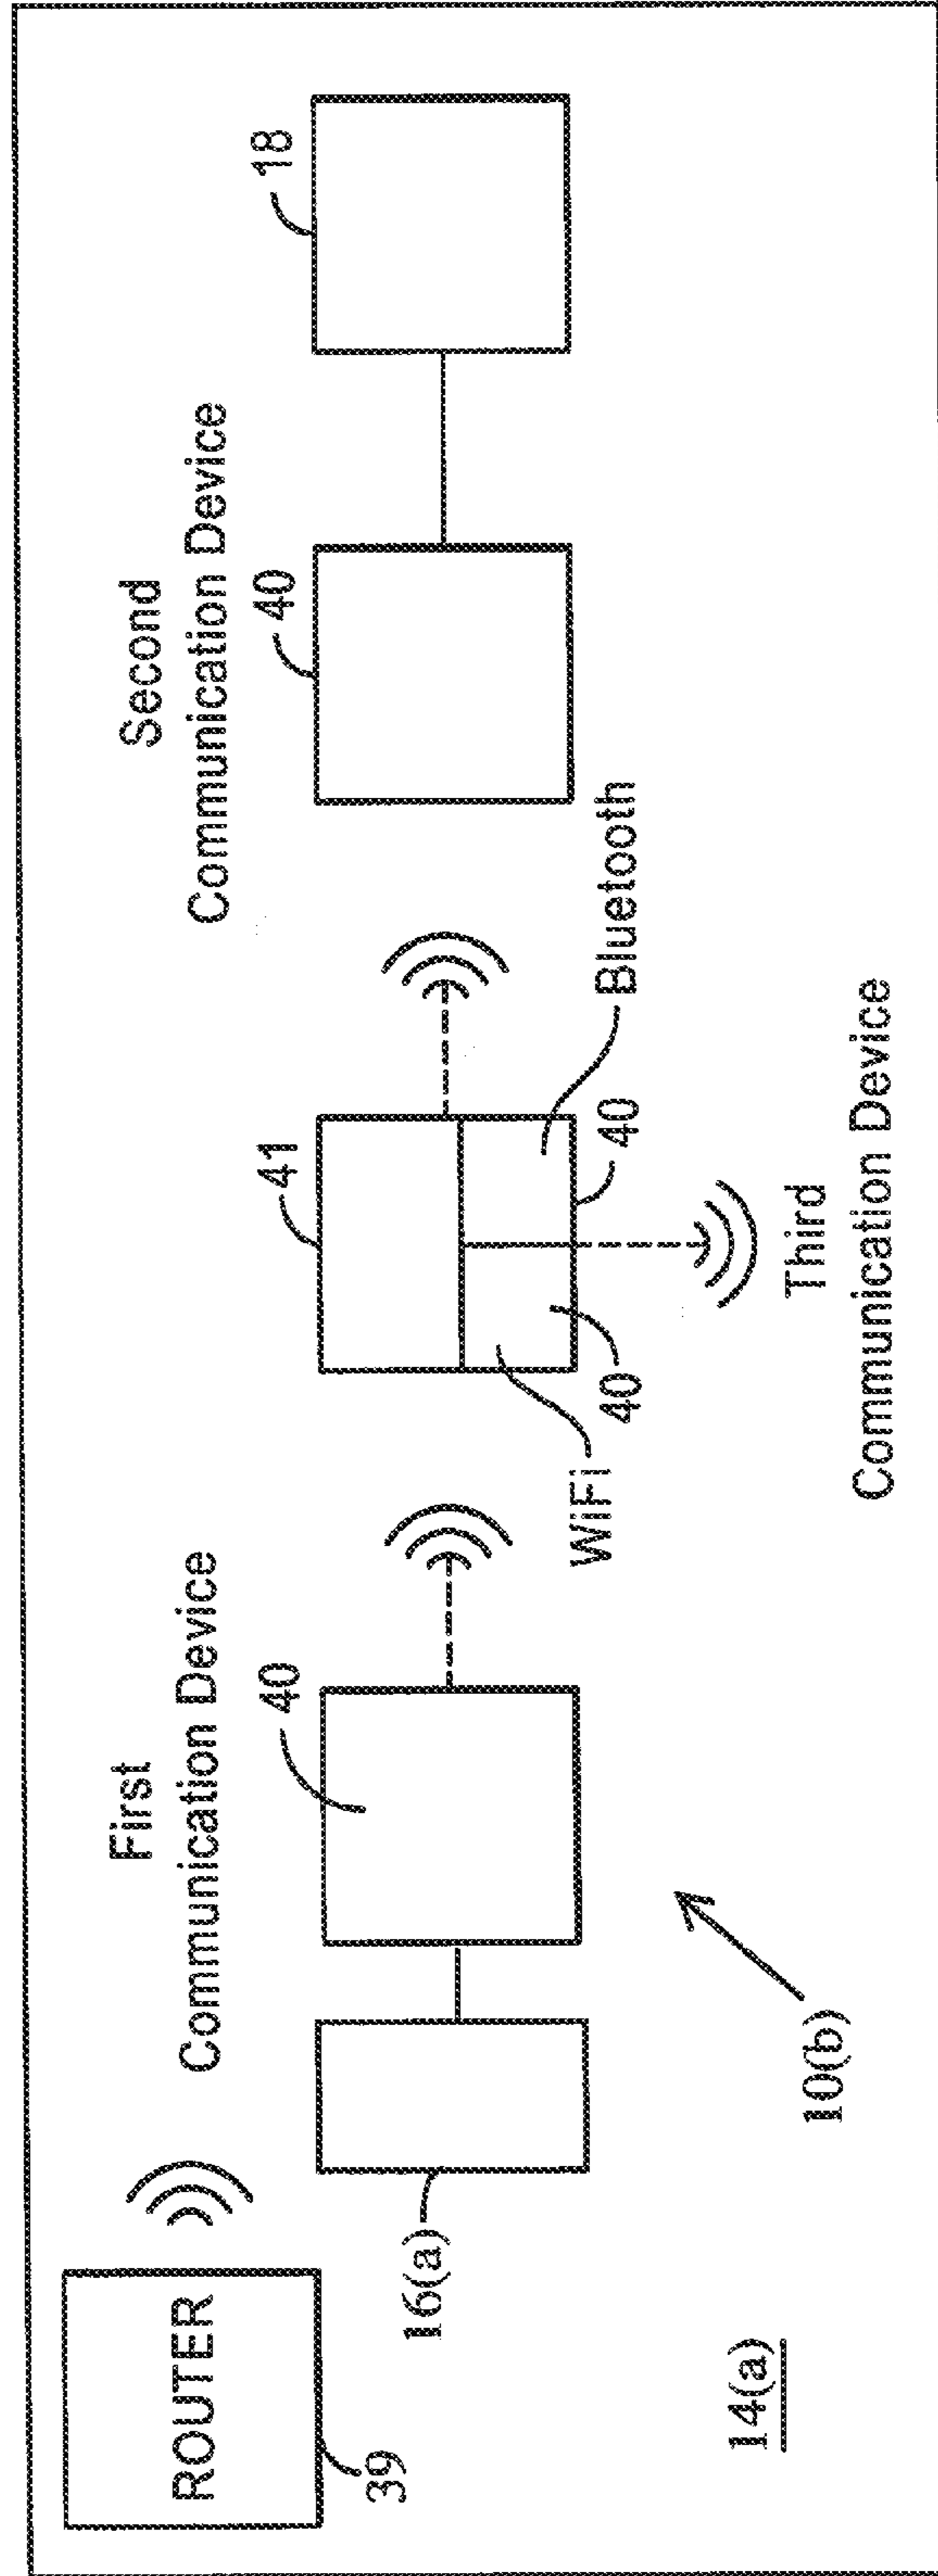 ROUTER
39
First
Communication Device
40
16(a)
10(b)
14(a)
41
WiFi
40
40
Bluetooth
Third
Communication Device
Second
Communication Device
40
18